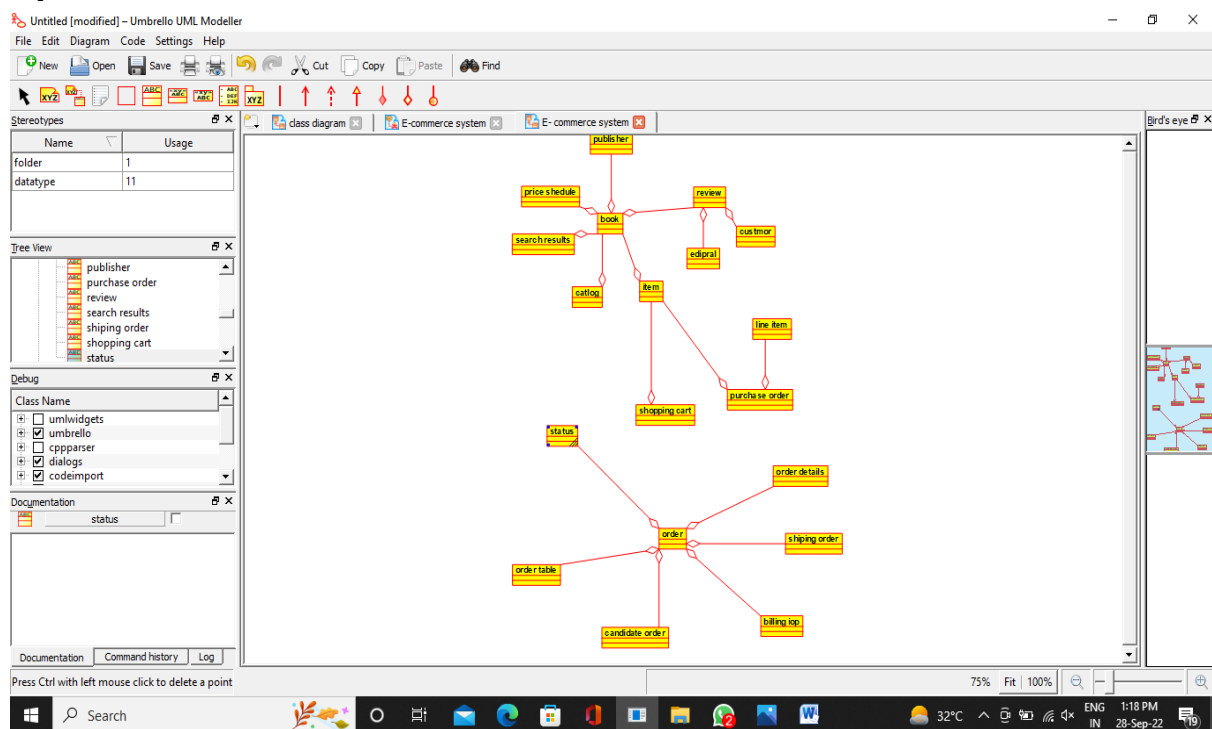 Untitled [modified] – Umbrello UML Modeller
File Edit Diagram Code Settings Help
New Open Save Cut Copy Paste Find
Stereotypes
Name Usage
folder 1
datatype 11
Tree View
publisher
purchase order
review
search results
shiping order
shopping cart
status
Debug
Class Name
umlwidgets
umbrello
cppparser
dialogs
codeimport
Documentation
status
Documentation Command history Log
Press Ctrl with left mouse click to delete a point
class diagram E-commerce system E- commerce system
publisher
price shedule
review
book
custmor
search results
edipral
catlog
item
line item
purchase order
shopping cart
status
order details
order
shiping order
order table
billing iop
candidate order
Bird's eye
75% Fit 100%
Search
32°C ENG 1:18 PM
IN 28-Sep-22
19